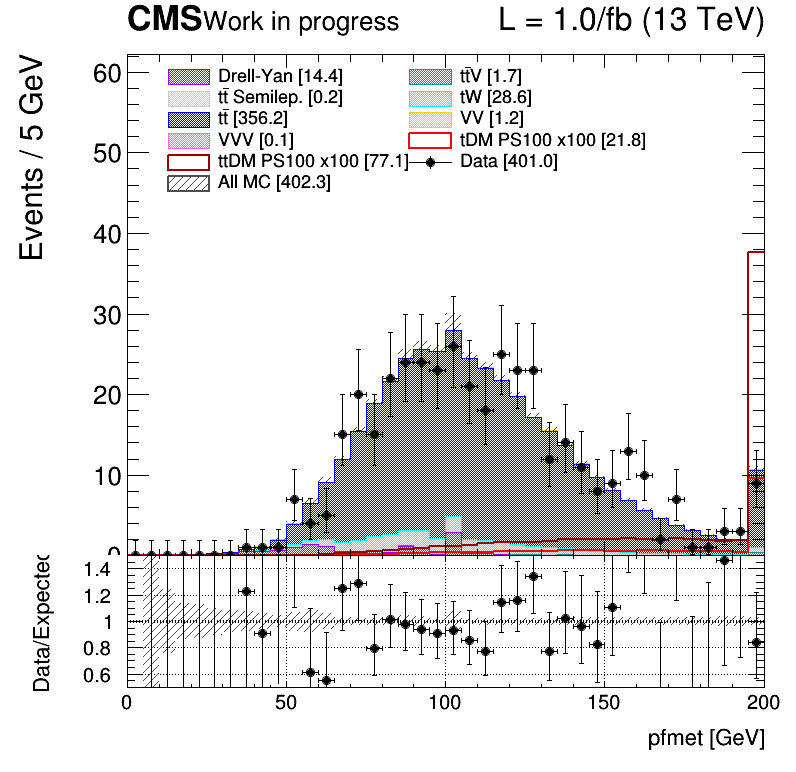 CMS Work in progress L = 1.0/fb (13 TeV)
Events / 5 GeV
60
50
40
30
20
10
0
Drell-Yan [14.4] tt̄V [1.7]
tt̄ Semilep. [0.2] tW [28.6]
tt̄ [356.2] VV [1.2]
VVV [0.1] tDM PS100 x100 [21.8]
ttDM PS100 x100 [77.1] Data [401.0]
All MC [402.3]
Data/Expected
1.4
1.2
1
0.8
0.6
0 50 100 150 200
pfmet [GeV]